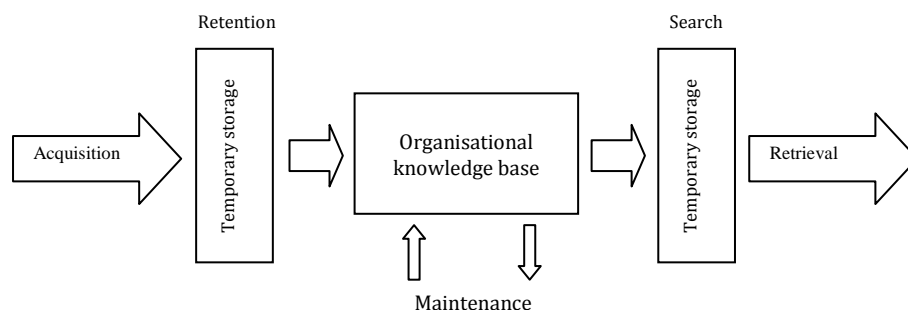 Retention
Search
Acquisition
Temporary storage
Organisational
knowledge base
Temporary storage
Retrieval
Maintenance